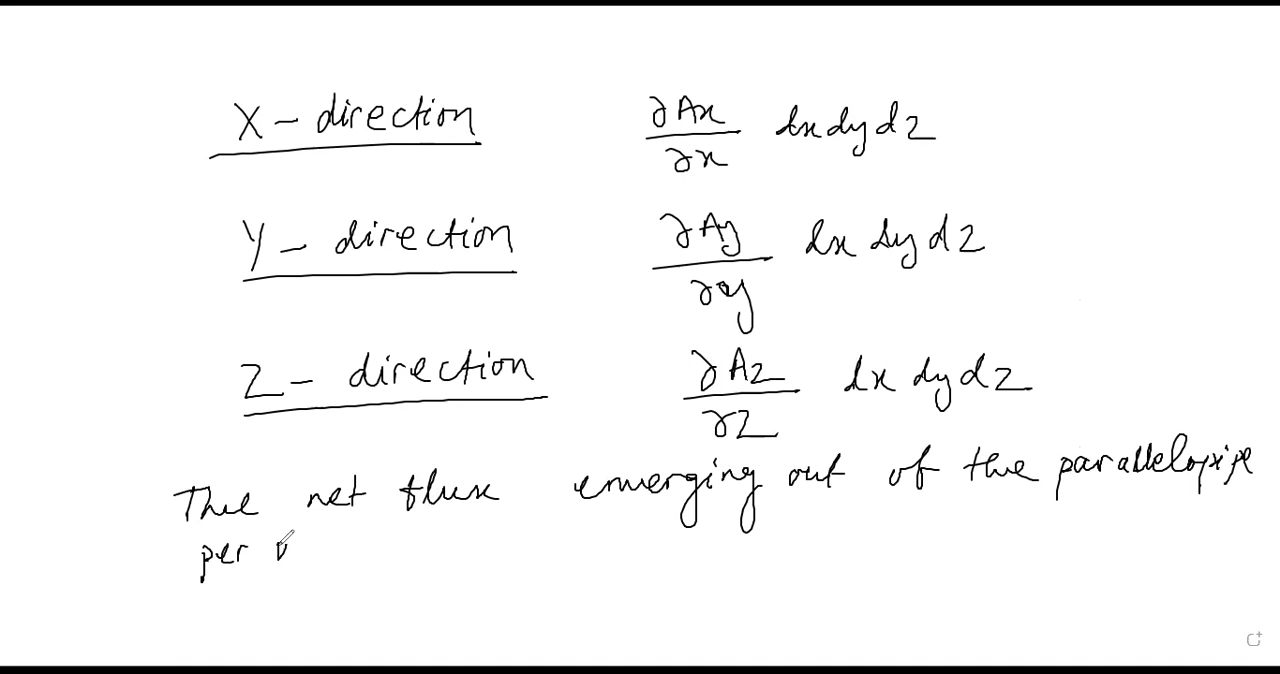 X - direction ∂Ax/∂x dx dy dz
Y - direction ∂Ay/∂y dx dy dz
Z - direction ∂Az/∂z dx dy dz
The net flux emerging out of the parallelopipe
per